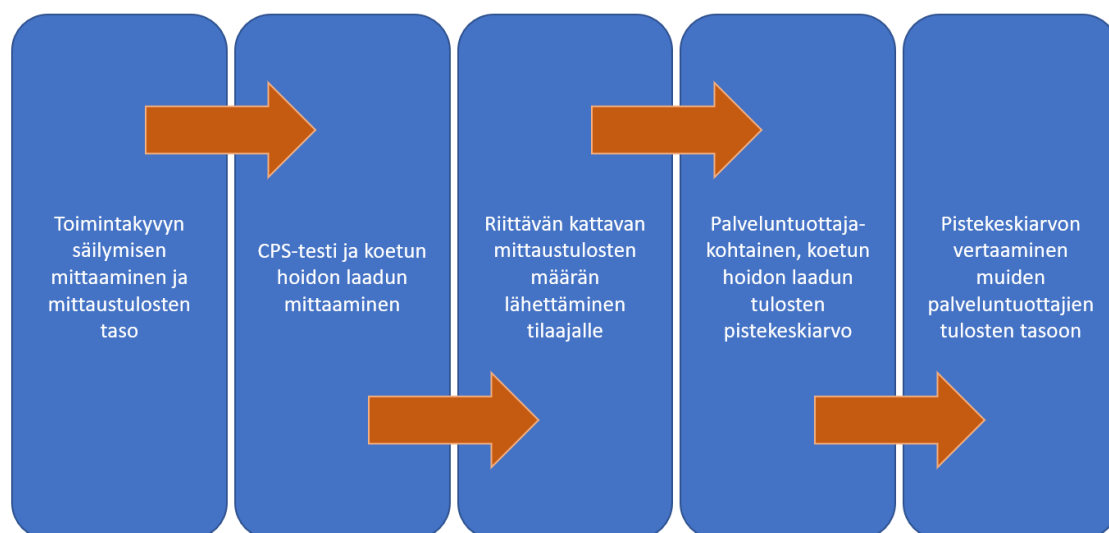 Toimintakyvyn
säilymisen
mittaaminen ja
mittaustulosten
taso
CPS-testi ja koetun
hoidon laadun
mittaaminen
Riittävän kattavan
mittaustulosten
määrän
lähettäminen
tilaajalle
Palveluntuottaja-
kohtainen, koetun
hoidon laadun
tulosten
pistekeskiarvo
Pistekeskiarvon
vertaaminen
muiden
palveluntuottajien
tulosten tasoon